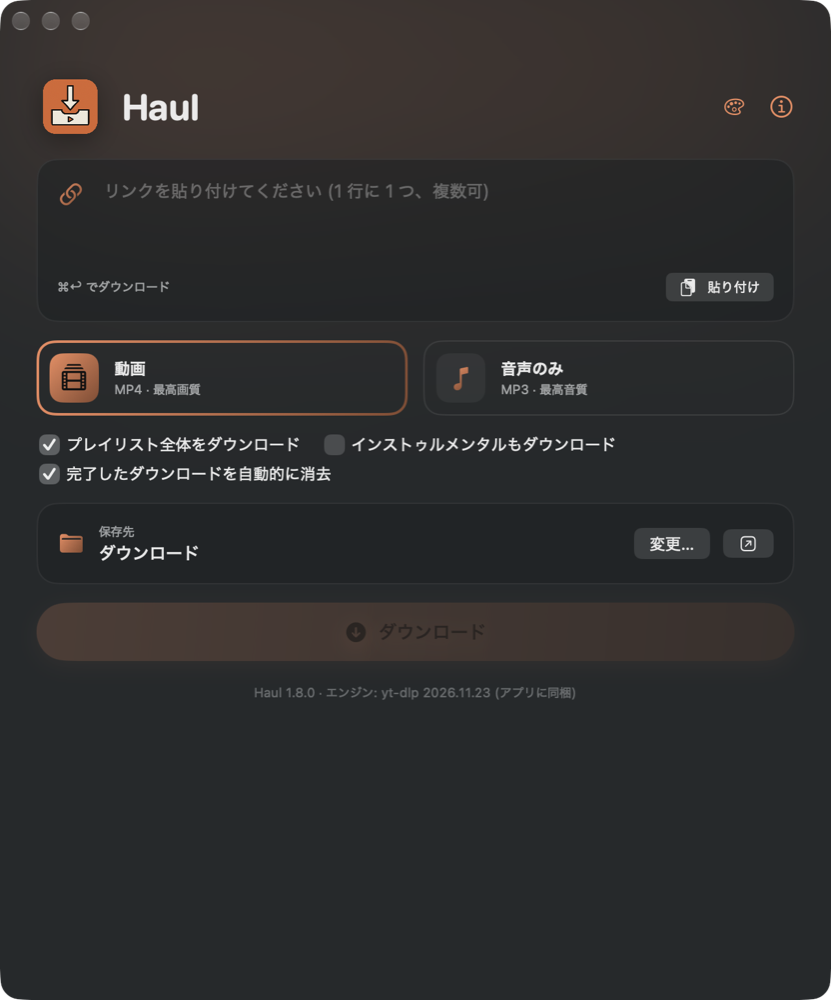 Haul
リンクを貼り付けてください (1 行に 1 つ、複数可)
⌘↩ でダウンロード
貼り付け
動画
MP4 · 最高画質
音声のみ
MP3 · 最高音質
プレイリスト全体をダウンロード
インストゥルメンタルもダウンロード
完了したダウンロードを自動的に消去
保存先
ダウンロード
変更...
ダウンロード
Haul 1.8.0 · エンジン: yt-dlp 2026.11.23 (アプリに同梱)